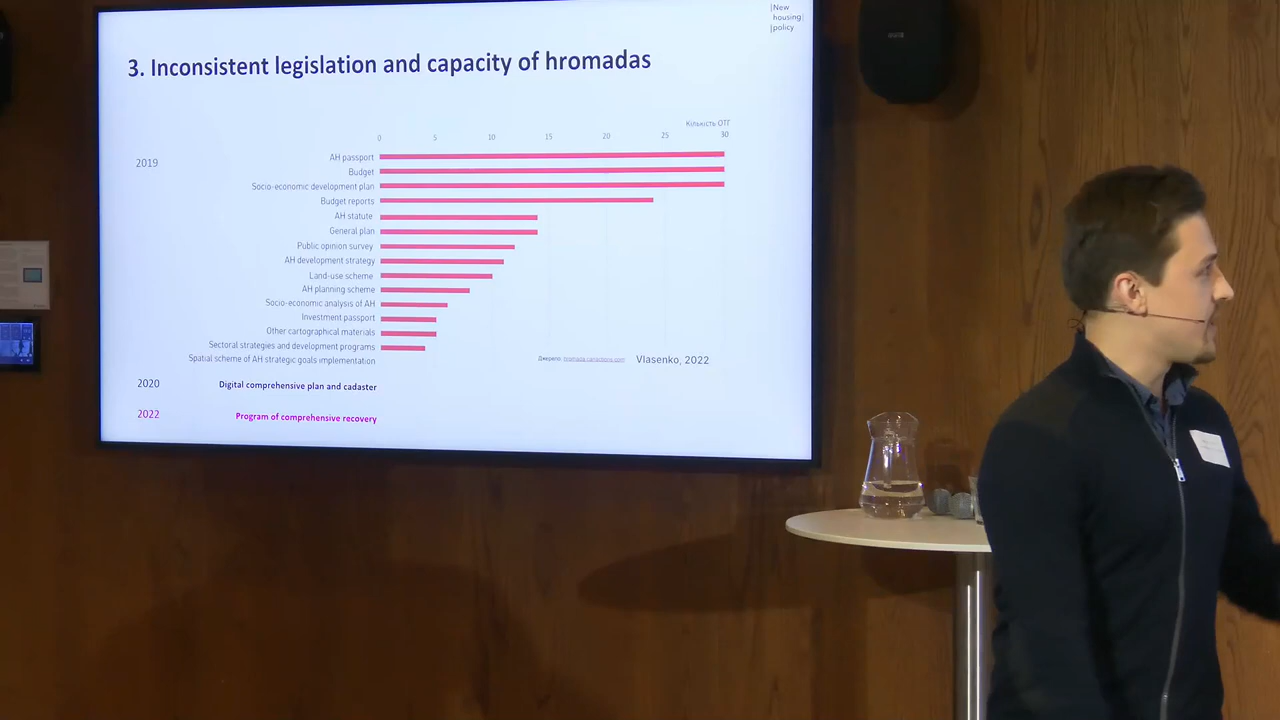 |New
housing|
|policy
3. Inconsistent legislation and capacity of hromadas
Кількість ОТГ
0 5 10 15 20 25 30
2019
AH passport
Budget
Socio-economic development plan
Budget reports
AH statute
General plan
Public opinion survey
AH development strategy
Land-use scheme
AH planning scheme
Socio-economic analysis of AH
Investment passport
Other cartographical materials
Sectoral strategies and development programs
Spatial scheme of AH strategic goals implementation
Джерело: Vlasenko, 2022
2020 Digital comprehensive plan and cadaster
2022 Program of comprehensive recovery